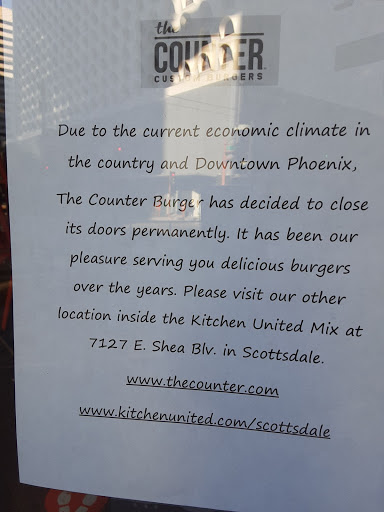 the
COUNTER
CUSTOM BURGERS
Due to the current economic climate in
the country and Downtown Phoenix,
The Counter Burger has decided to close
its doors permanently. It has been our
pleasure serving you delicious burgers
over the years. Please visit our other
location inside the Kitchen United Mix at
7127 E. Shea Blv. in Scottsdale.
www.thecounter.com
www.kitchenunited.com/scottsdale